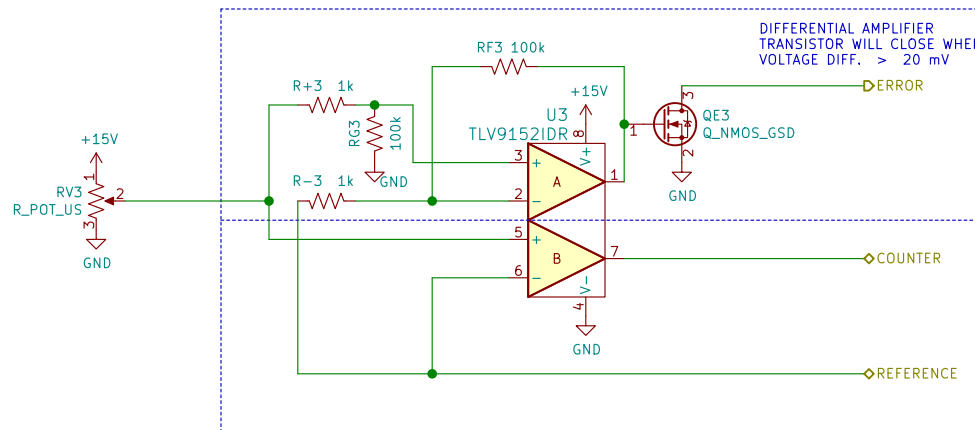 DIFFERENTIAL AMPLIFIER
TRANSISTOR WILL CLOSE WHE
VOLTAGE DIFF. > 20 mV
RF3 100k
ERROR
R+3 1k
+15V
3
U3
QE3
TLV9152IDR
8
1
Q_NMOS_GSD
RG3
100k
V+
2
+15V
3
+
1
GND
A
GND
1
R-3 1k
2
-
RV3
2
R_POT_US
3
5
+
GND
B
7
COUNTER
6
-
V-
4
GND
REFERENCE